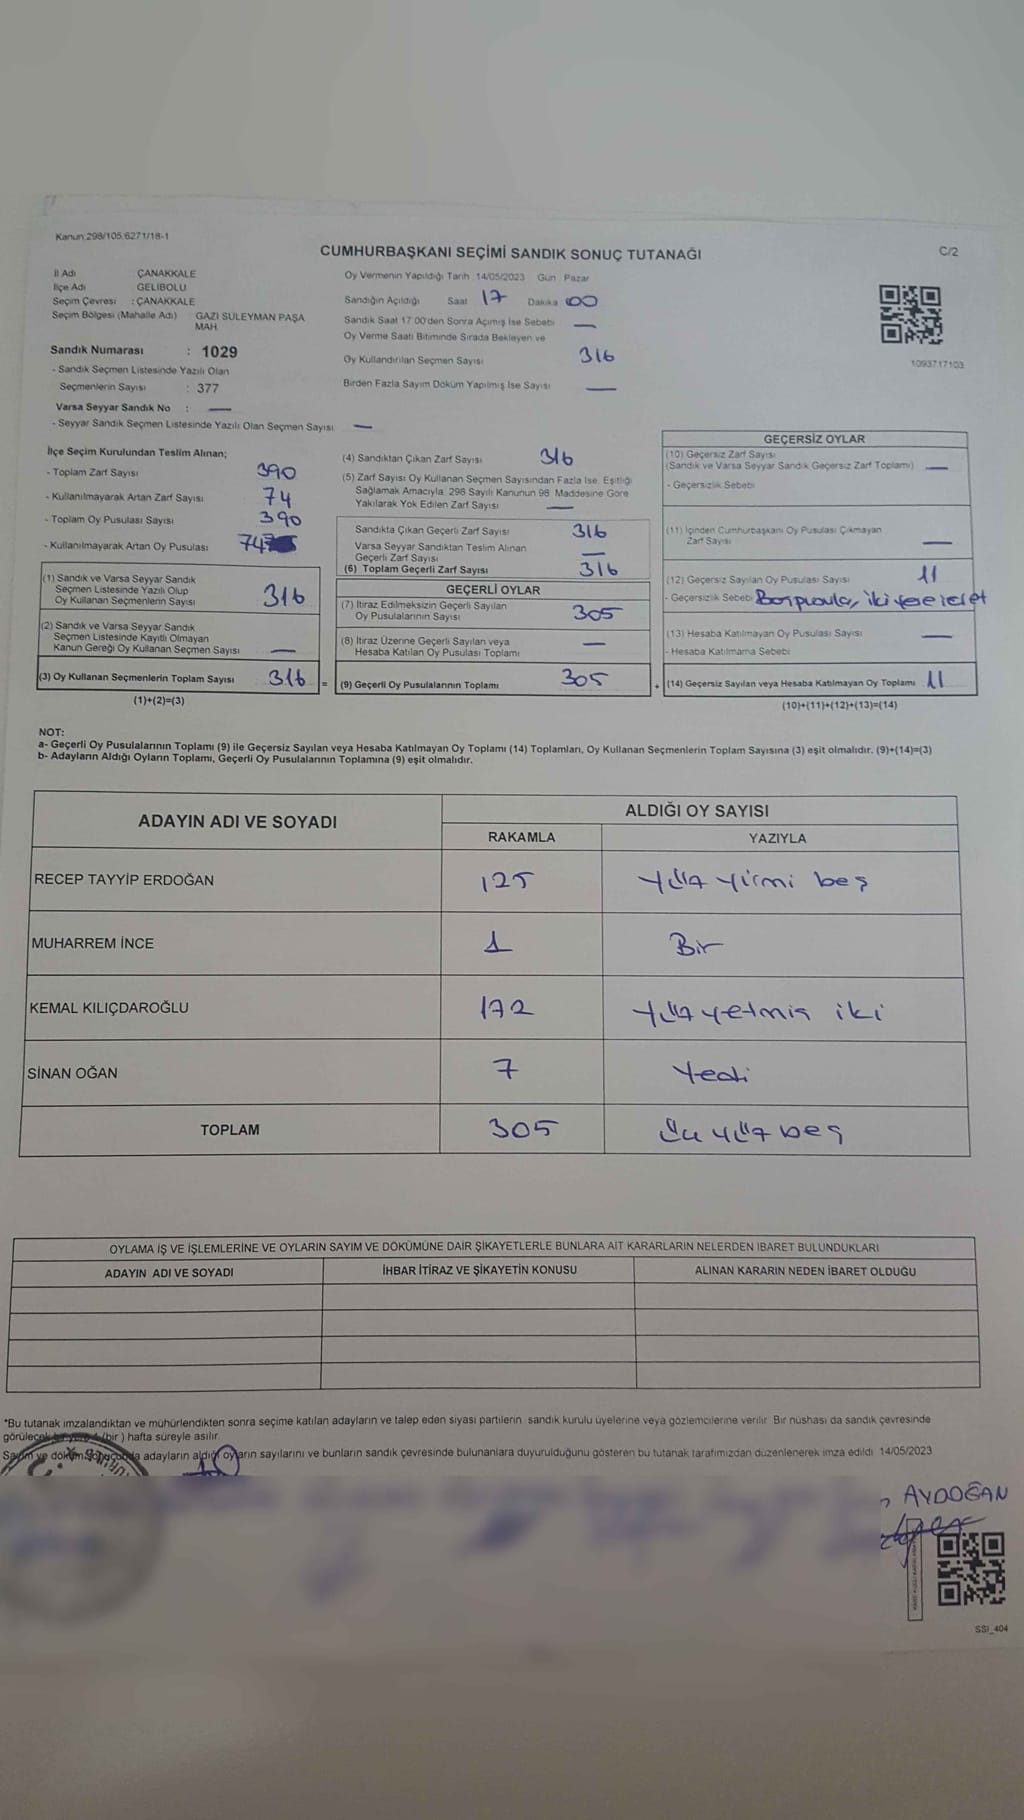 Kanun:298/105.6271/18-1
CUMHURBAŞKANI SEÇİMİ SANDIK SONUÇ TUTANAĞI
C/2
İl Adı : ÇANAKKALE
İlçe Adı : GELİBOLU
Seçim Çevresi : ÇANAKKALE
Seçim Bölgesi (Mahalle Adı) GAZİ SÜLEYMAN PAŞA
MAH.
Sandık Numarası : 1029
- Sandık Seçmen Listesinde Yazılı Olan
Seçmenlerin Sayısı : 377
Varsa Seyyar Sandık No : —
- Seyyar Sandık Seçmen Listesinde Yazılı Olan Seçmen Sayısı —
Oy Vermenin Yapıldığı Tarih 14/05/2023 Gün : Pazar
Sandığın Açıldığı Saat 17 Dakika 00
Sandık Saat 17:00'den Sonra Açımış İse Sebebi —
Oy Verme Saati Bitiminde Sırada Bekleyen ve
Oy Kullandırılan Seçmen Sayısı 316
Birden Fazla Sayım Döküm Yapılmış İse Sayısı —
1093717103
İlçe Seçim Kurulundan Teslim Alınan;
- Toplam Zarf Sayısı 390
- Kullanılmayarak Artan Zarf Sayısı 74
- Toplam Oy Pusulası Sayısı 390
- Kullanılmayarak Artan Oy Pusulası 74
(1) Sandık ve Varsa Seyyar Sandık
Seçmen Listesinde Yazılı Olup
Oy Kullanan Seçmenlerin Sayısı 316
(2) Sandık ve Varsa Seyyar Sandık
Seçmen Listesinde Kayıtlı Olmayan
Kanun Gereği Oy Kullanan Seçmen Sayısı —
(3) Oy Kullanan Seçmenlerin Toplam Sayısı 316 =
(1)+(2)=(3)
(4) Sandıktan Çıkan Zarf Sayısı 316
(5) Zarf Sayısı Oy Kullanan Seçmen Sayısından Fazla İse, Eşitliği
Sağlamak Amacıyla, 298 Sayılı Kanunun 98. Maddesine Göre
Yakılarak Yok Edilen Zarf Sayısı —
Sandıkta Çıkan Geçerli Zarf Sayısı 316
Varsa Seyyar Sandıktan Teslim Alınan
Geçerli Zarf Sayısı —
(6) Toplam Geçerli Zarf Sayısı 316
GEÇERLİ OYLAR
(7) İtiraz Edilmeksizin Geçerli Sayılan
Oy Pusulalarının Sayısı 305
(8) İtiraz Üzerine Geçerli Sayılan veya
Hesaba Katılan Oy Pusulası Toplamı —
(9) Geçerli Oy Pusulalarının Toplamı 305 +
GEÇERSİZ OYLAR
(10) Geçersiz Zarf Sayısı
(Sandık ve Varsa Seyyar Sandık Geçersiz Zarf Toplamı) —
- Geçersizlik Sebebi
(11) İçinden Cumhurbaşkanı Oy Pusulası Çıkmayan
Zarf Sayısı —
(12) Geçersiz Sayılan Oy Pusulası Sayısı 11
- Geçersizlik Sebebi
(13) Hesaba Katılmayan Oy Pusulası Sayısı —
- Hesaba Katılmama Sebebi
(14) Geçersiz Sayılan veya Hesaba Katılmayan Oy Toplamı 11
(10)+(11)+(12)+(13)=(14)
NOT:
a- Geçerli Oy Pusulalarının Toplamı (9) ile Geçersiz Sayılan veya Hesaba Katılmayan Oy Toplamı (14) Toplamları, Oy Kullanan Seçmenlerin Toplam Sayısına (3) eşit olmalıdır. (9)+(14)=(3)
b- Adayların Aldığı Oyların Toplamı, Geçerli Oy Pusulalarının Toplamına (9) eşit olmalıdır.
ADAYIN ADI VE SOYADI ALDIĞI OY SAYISI
RAKAMLA YAZIYLA
RECEP TAYYİP ERDOĞAN 125 Yüz yirmi beş
MUHARREM İNCE 1 Bir
KEMAL KILIÇDAROĞLU 172 Yüz yetmiş iki
SİNAN OĞAN 7 Yedi
TOPLAM 305 Üç yüz beş
OYLAMA İŞ VE İŞLEMLERİNE VE OYLARIN SAYIM VE DÖKÜMÜNE DAİR ŞİKAYETLERLE BUNLARA AİT KARARLARIN NELERDEN İBARET BULUNDUKLARI
ADAYIN ADI VE SOYADI İHBAR İTİRAZ VE ŞİKAYETİN KONUSU ALINAN KARARIN NEDEN İBARET OLDUĞU
*Bu tutanak imzalandıktan ve mühürlendikten sonra seçime katılan adayların ve talep eden siyasi partilerin sandık kurulu üyelerine veya gözlemcilerine verilir. Bir nüshası da sandık çevresinde
görülecek bir yere 1 (bir) hafta süreyle asılır.
Sayım ve döküm sonucunda adayların aldığı oyların sayılarını ve bunların sandık çevresinde bulunanlara duyurulduğunu gösteren bu tutanak tarafımızdan düzenlenerek imza edildi 14/05/2023
AYDOĞAN
SSI_404